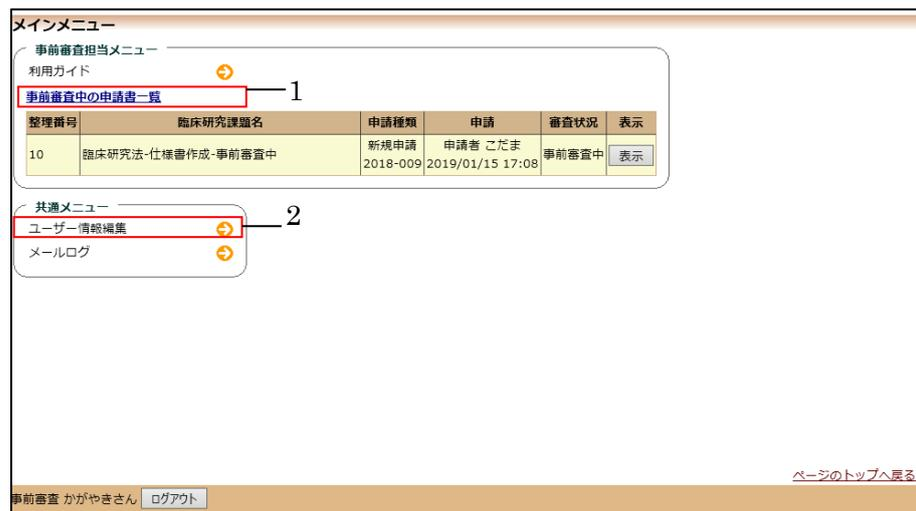 メインメニュー
事前審査担当メニュー
利用ガイド
事前審査中の申請書一覧
1
整理番号 臨床研究課題名 申請種類 申請 審査状況 表示
10 臨床研究法-仕様書作成-事前審査中 新規申請 申請者 こだま 事前審査中 表示
2018-009 2019/01/15 17:08
共通メニュー
ユーザー情報編集
2
メールログ
ページのトップへ戻る
事前審査 かがやきさん ログアウト